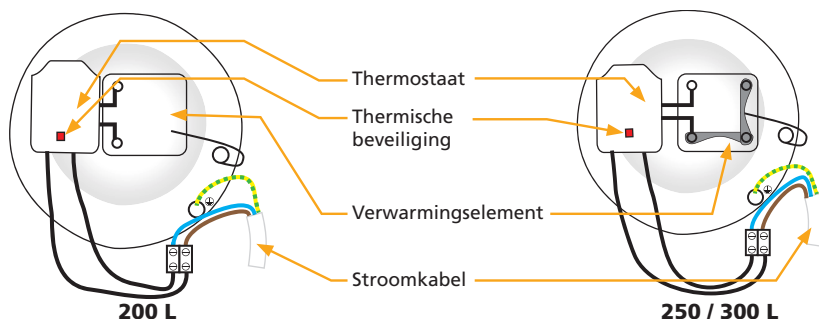 Thermostaat
Thermische
beveiliging
Verwarmingselement
Stroomkabel
200 L
250 / 300 L